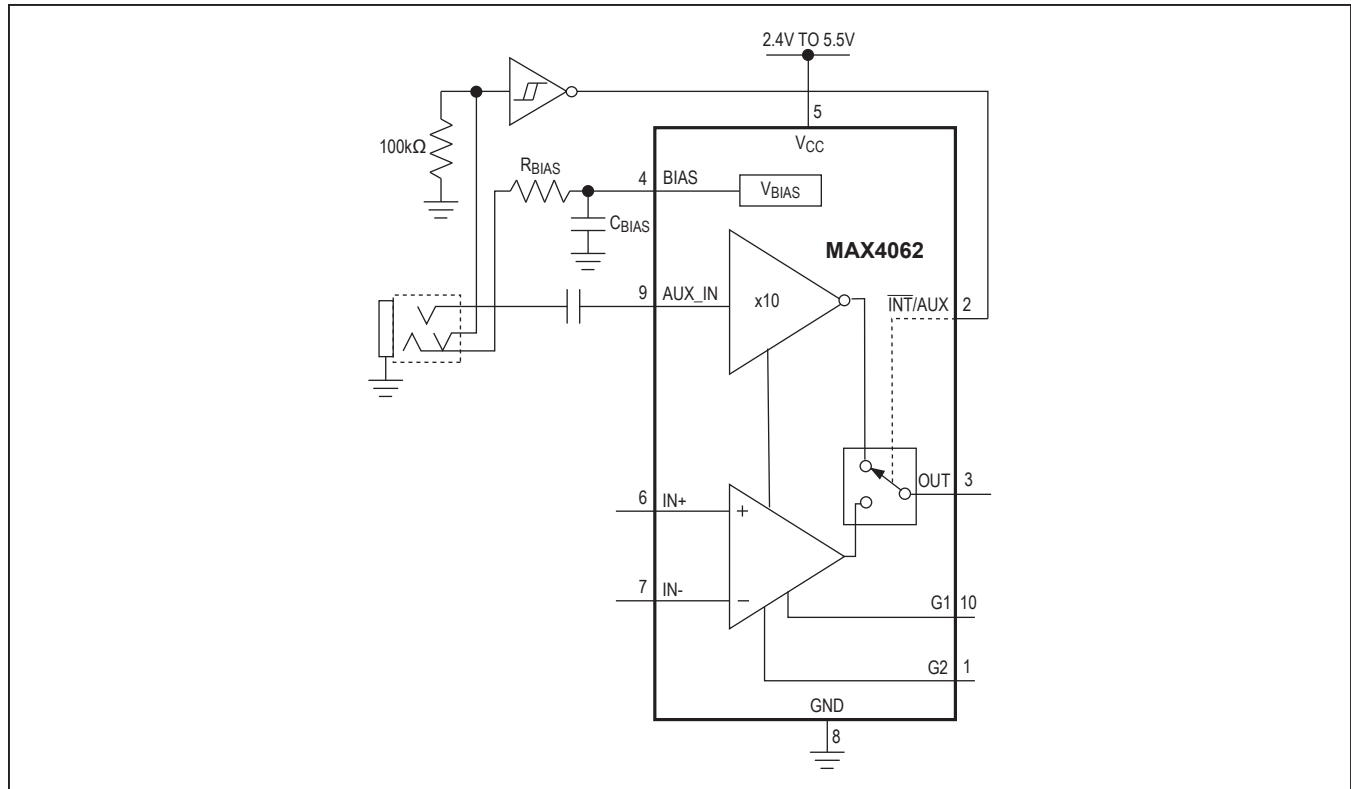 2.4V TO 5.5V
5
VCC
100kΩ
RBIAS
4 BIAS
VBIAS
CBIAS
MAX4062
9 AUX_IN
x10
INT/AUX 2
OUT 3
6 IN+
+
7 IN-
−
G1 10
G2 1
GND
8